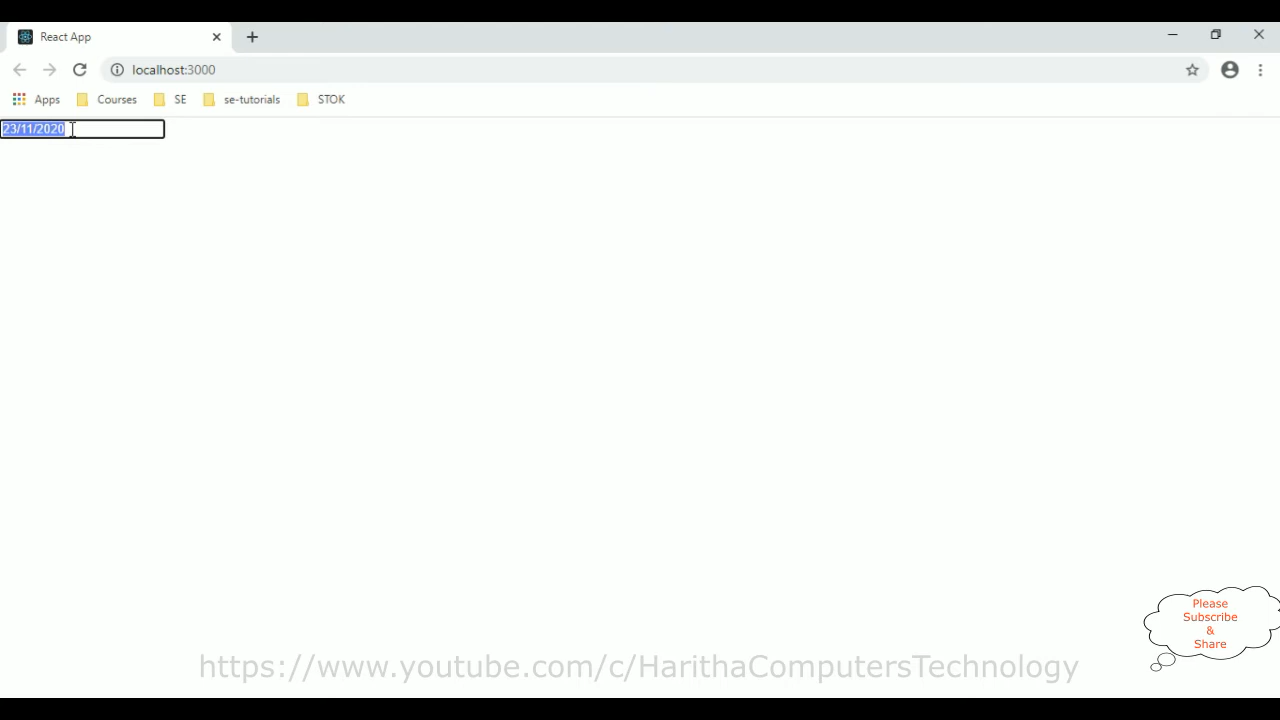 React App
localhost:3000
Apps Courses SE se-tutorials STOK
23/11/2020
Please
Subscribe
&
Share
https://www.youtube.com/c/HarithaComputersTechnology